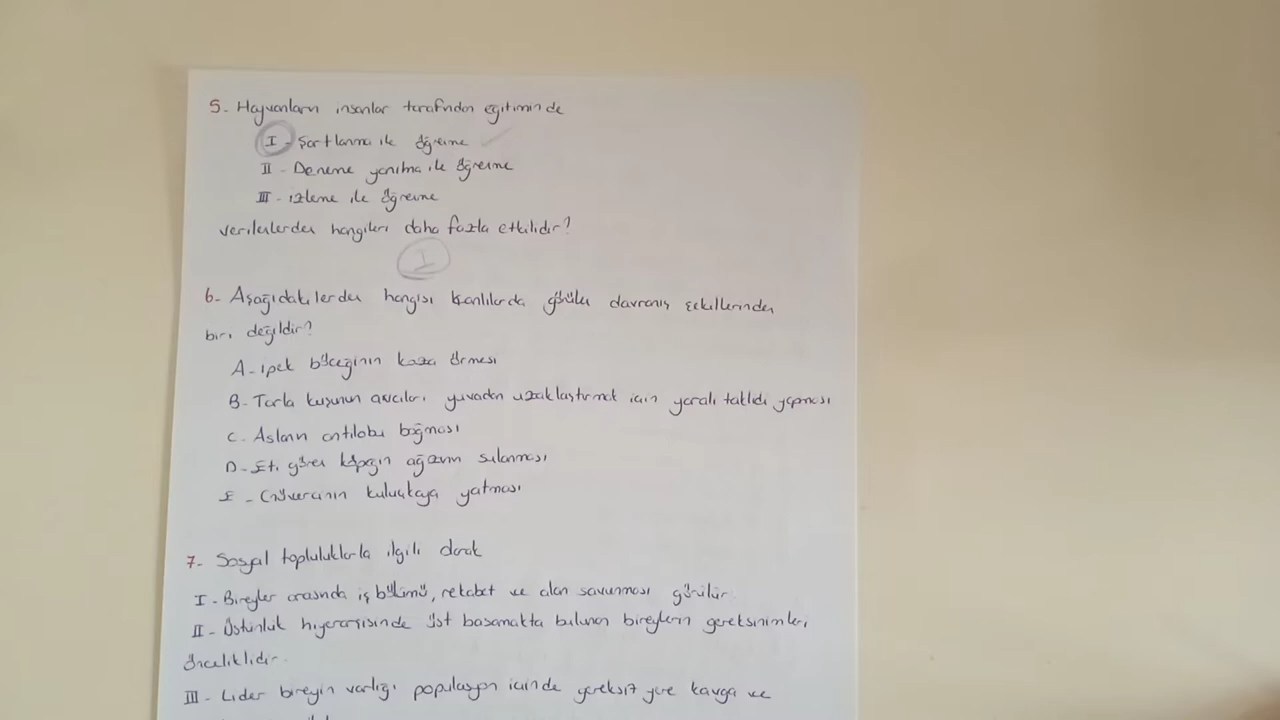 5- Hayvanların insanlar tarafından eğitiminde
I - Şartlanma ile öğrenme
II - Deneme yanılma ile öğrenme
III - izleme ile öğrenme
verilerden hangileri daha fazla etkilidir?
I
6- Aşağıdakilerden hangisi canlılarda görülen davranış şekillerinden
biri değildir?
A- ipek böceğinin koza örmesi
B- Tarla kuşunun avcıları yuvadan uzaklaştırmak için yaralı taklidi yapması
C- Aslanın antilobu boğması
D- Eti gören köpeğin ağzının sulanması
E - Güvercinin kuluçkaya yatması
7- Sosyal topluluklarla ilgili olarak
I - Bireyler arasında iş bölümü, rekabet ve alan savunması görülür.
II - Üstünlük hiyerarşisinde üst basamakta bulunan bireylerin gereksinimleri
önceliklidir.
III - Lider bireyin varlığı populasyon içinde gereksiz yere kavga ve